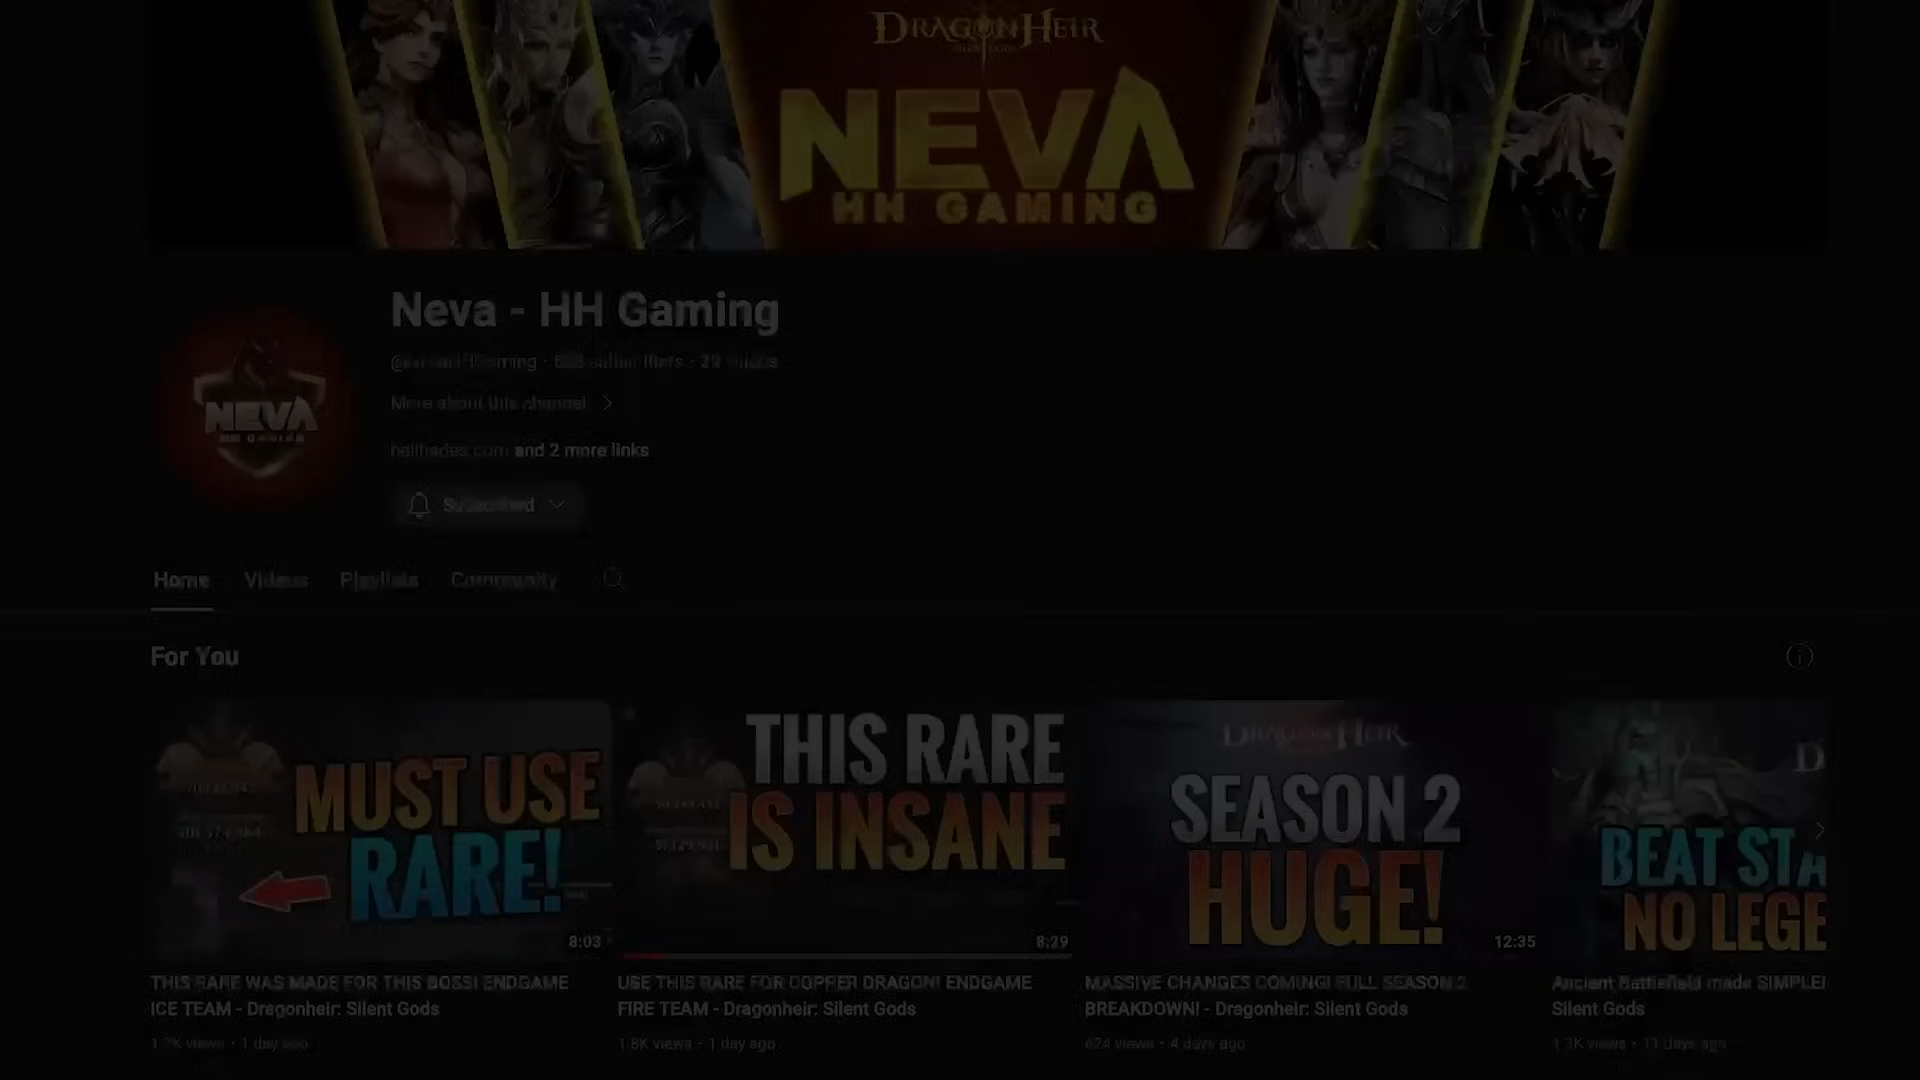 DRAGONHEIR
NEVA
HH GAMING
Neva - HH Gaming
More about this channel
hellhades.com and 2 more links
NEVA
HH GAMING
Subscribed
Home Videos Playlists Community
For You
MUST USE
RARE!
8:03
THIS RARE
IS INSANE
8:29
DRAGONHEIR
SEASON 2
HUGE!
12:35
D
BEAT STA
NO LEGE
THIS RARE WAS MADE FOR THIS BOSS! ENDGAME
ICE TEAM - Dragonheir: Silent Gods
1 day ago
USE THIS RARE FOR COPPER DRAGON! ENDGAME
FIRE TEAM - Dragonheir: Silent Gods
1.8K views • 1 day ago
MASSIVE CHANGES COMING! FULL SEASON 2
BREAKDOWN! - Dragonheir: Silent Gods
624 views • 4 days ago
Ancient Battlefield made SIMPLE!
Silent Gods
11 days ago